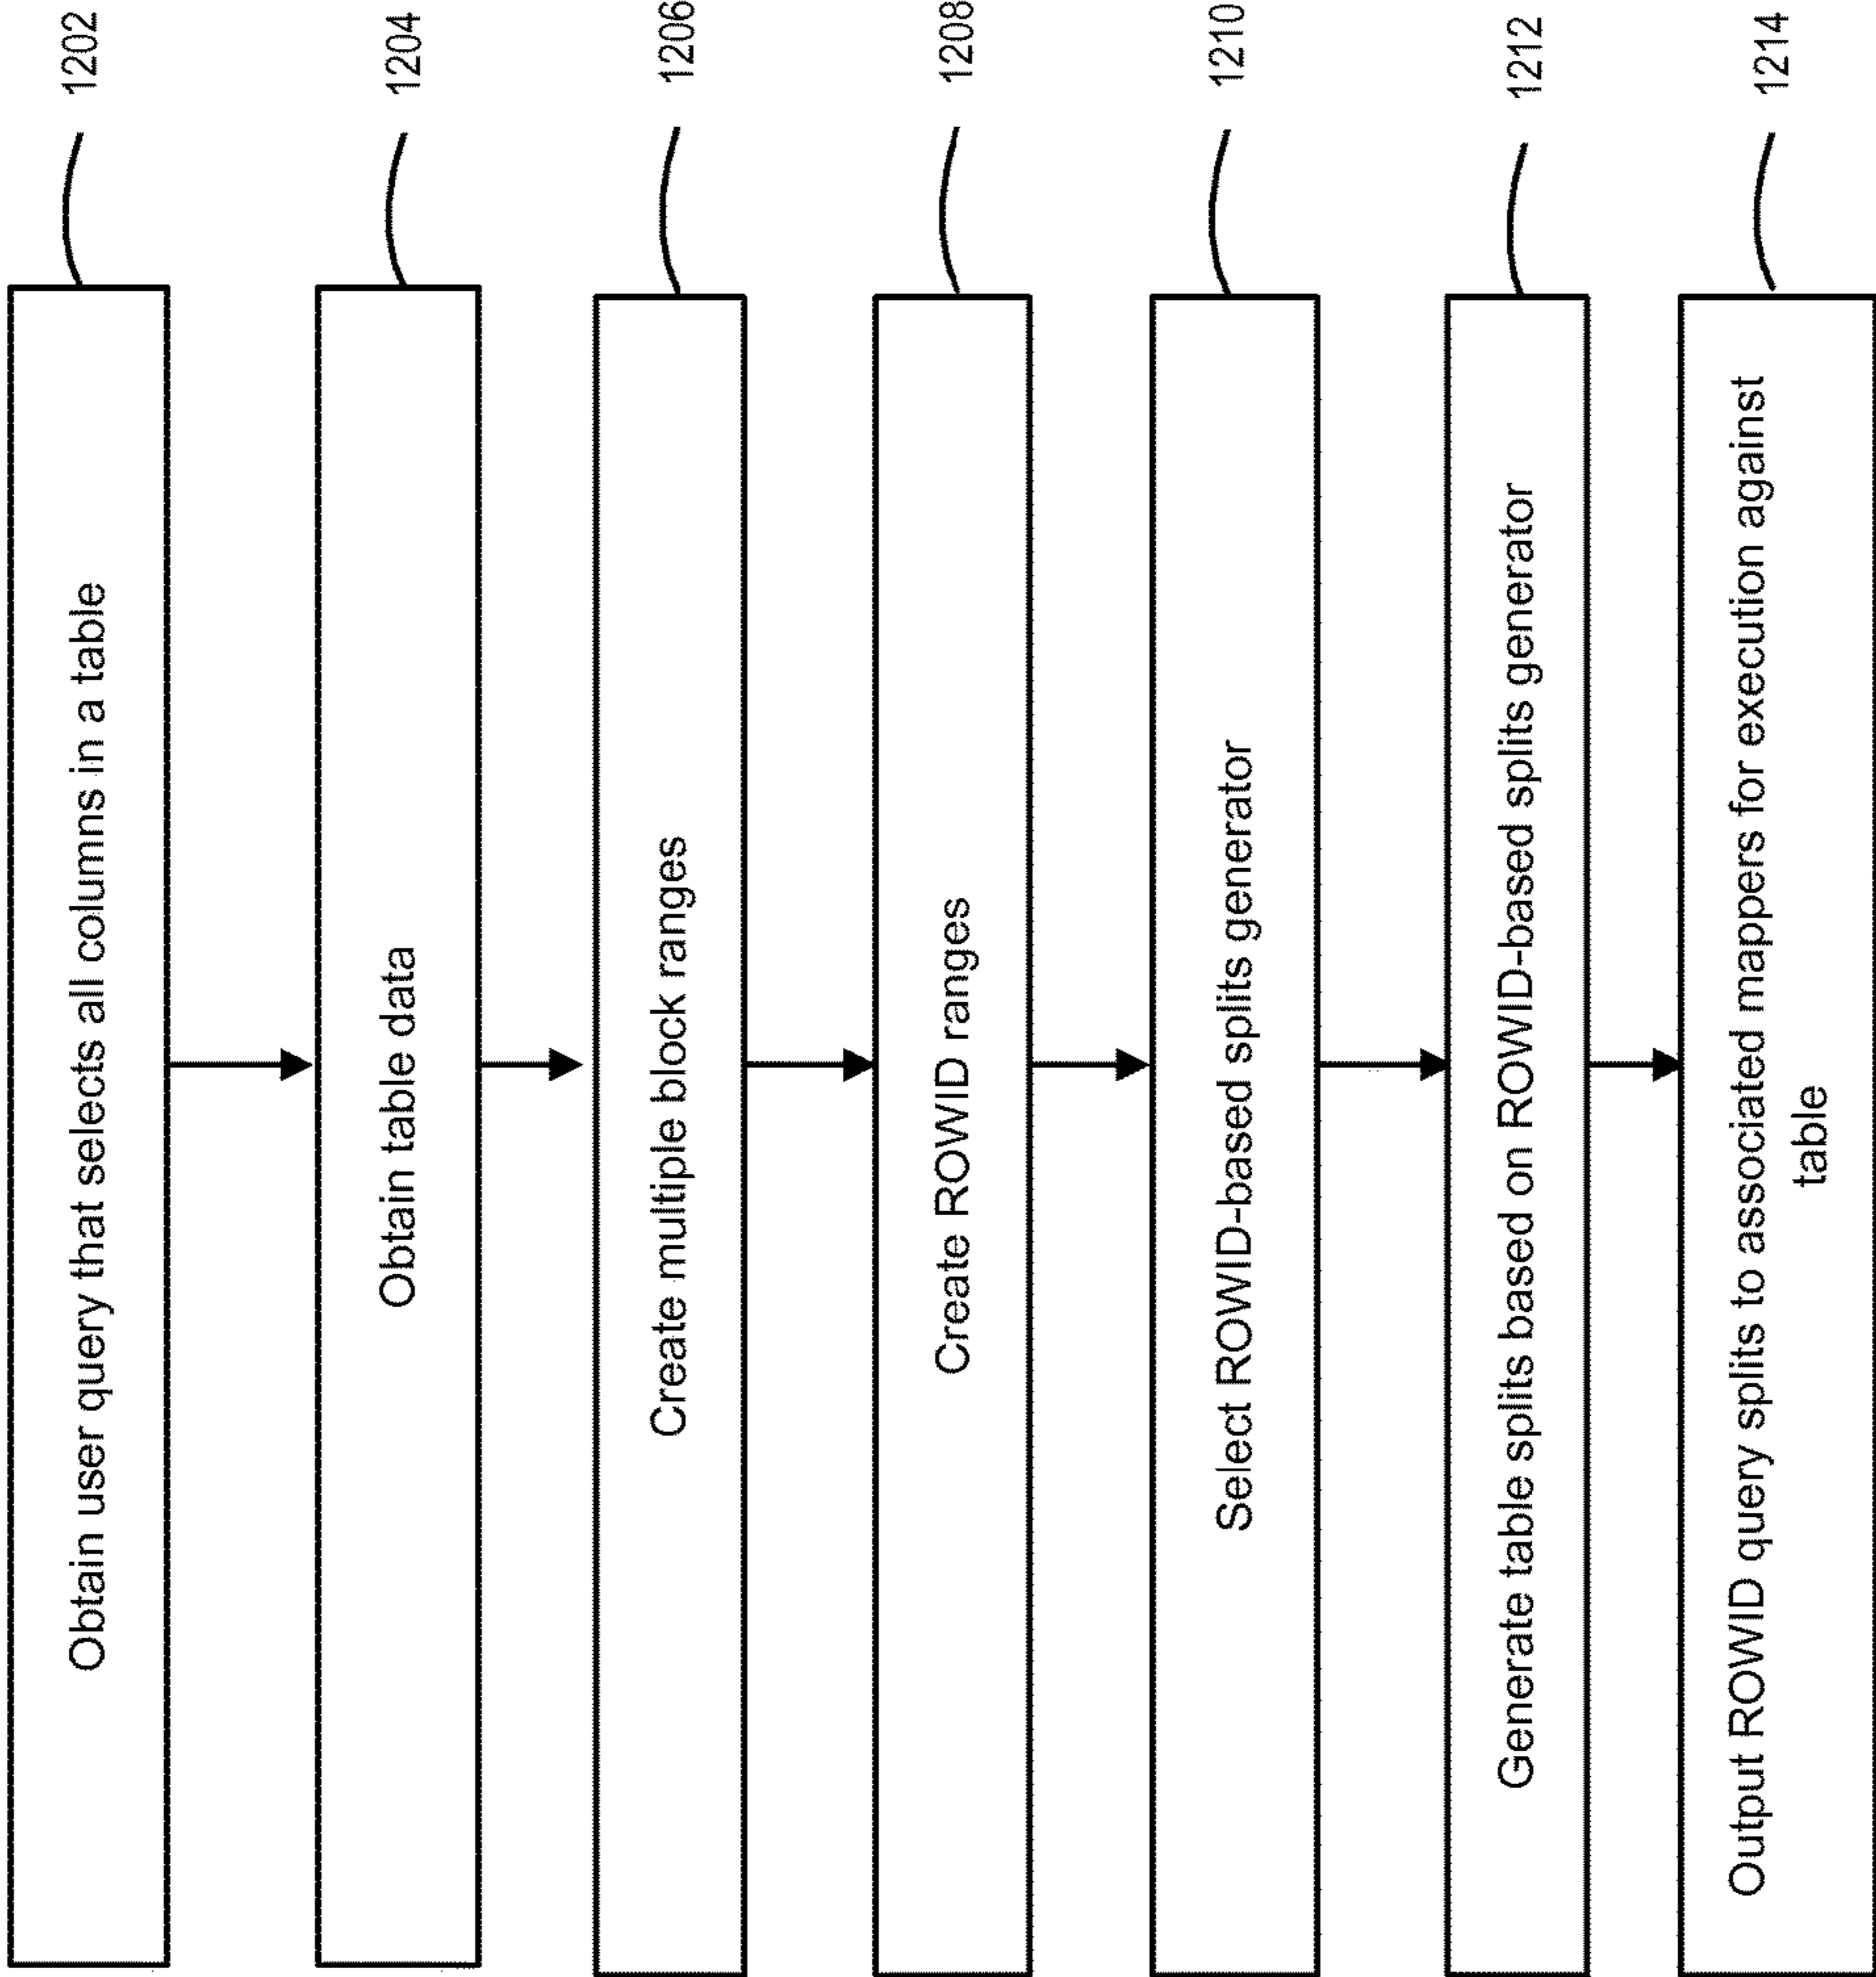 Obtain user query that selects all columns in a table
1202
Obtain table data
1204
Create multiple block ranges
1206
Create ROWID ranges
1208
Select ROWID-based splits generator
1210
Generate table splits based on ROWID-based splits generator
1212
Output ROWID query splits to associated mappers for execution against
table
1214